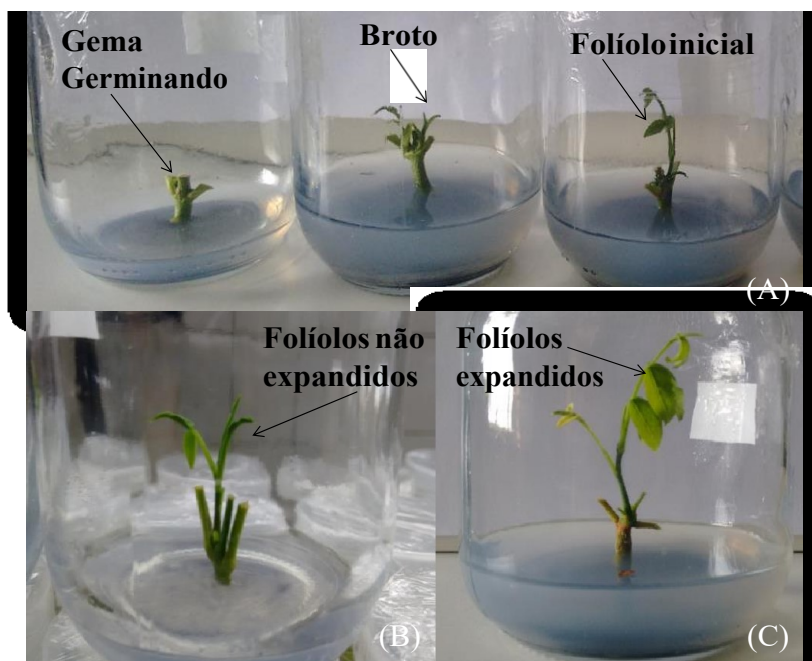 Gema
Germinando
Broto
Folíolo inicial
(A)
Folíolos não
expandidos
(B)
Folíolos
expandidos
(C)